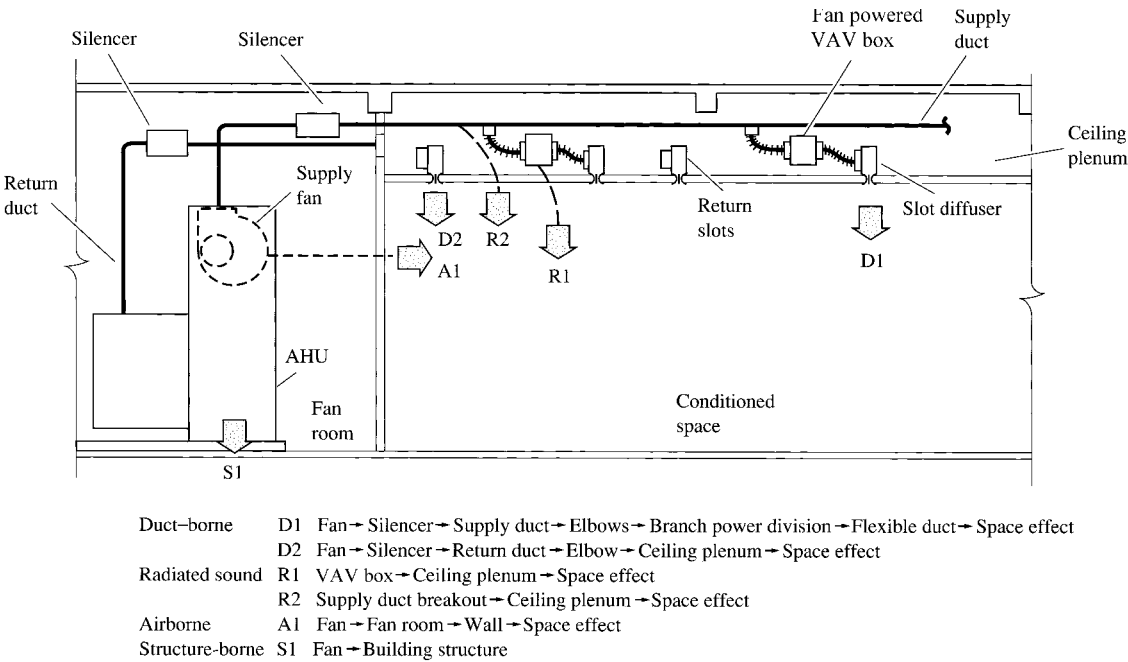 Fan powered
VAV box
Supply
duct
Silencer
Silencer
Ceiling
plenum
Supply
fan
Return
duct
Return
slots
Slot diffuser
D2
R2
A1
R1
D1
AHU
Fan
room
Conditioned
space
S1
Duct–borne D1 Fan→Silencer→Supply duct→Elbows→Branch power division→Flexible duct→Space effect
D2 Fan→Silencer→Return duct→Elbow→Ceiling plenum→Space effect
Radiated sound R1 VAV box→Ceiling plenum→Space effect
R2 Supply duct breakout→Ceiling plenum→Space effect
Airborne A1 Fan→Fan room→Wall→Space effect
Structure-borne S1 Fan→Building structure